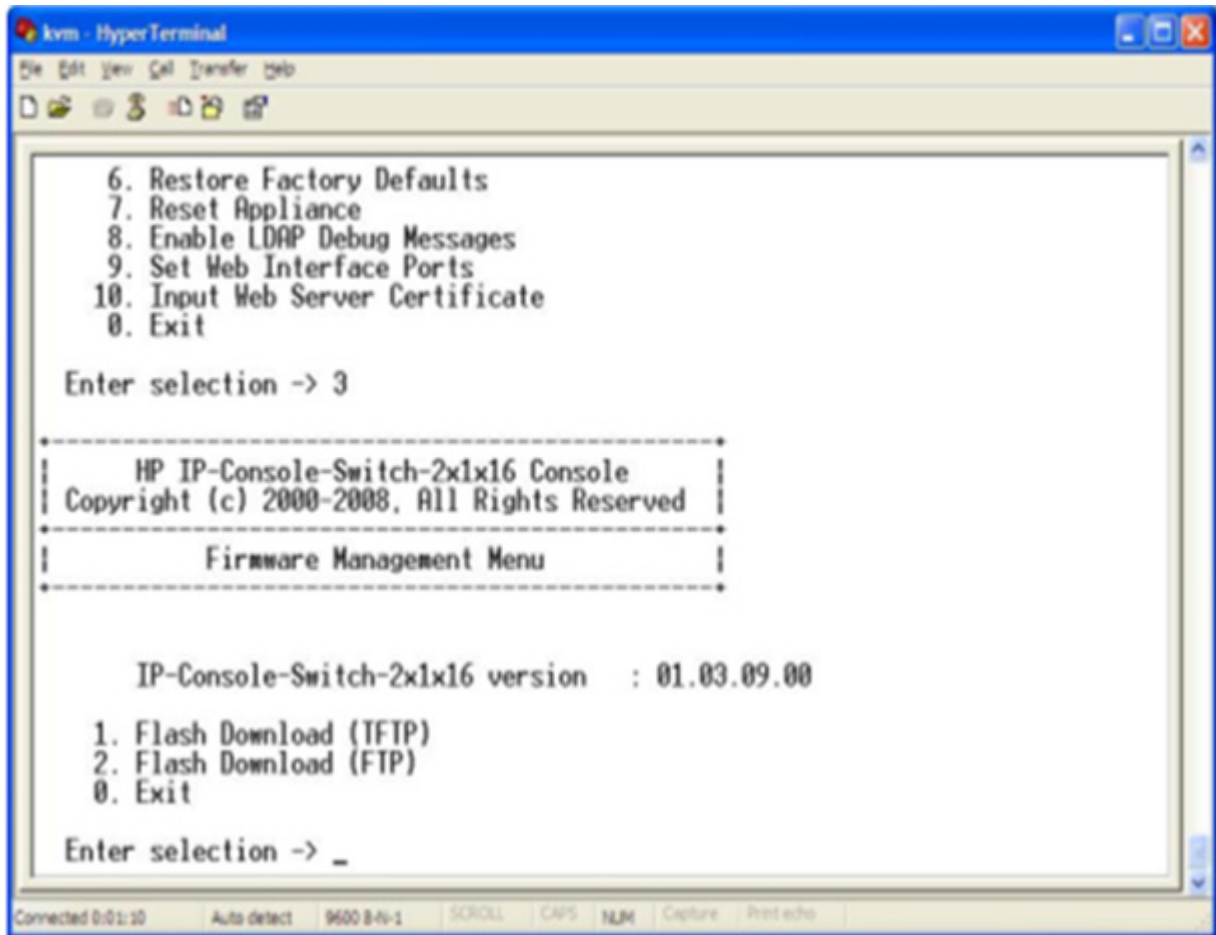 kvm - HyperTerminal
File Edit View Call Transfer Help
6. Restore Factory Defaults
7. Reset Appliance
8. Enable LDAP Debug Messages
9. Set Web Interface Ports
10. Input Web Server Certificate
0. Exit
Enter selection -> 3
HP IP-Console-Switch-2x1x16 Console
Copyright (c) 2000-2008, All Rights Reserved
Firmware Management Menu
IP-Console-Switch-2x1x16 version : 01.03.09.00
1. Flash Download (TFTP)
2. Flash Download (FTP)
0. Exit
Enter selection -> _
Connected 0:01:10 Auto detect 9600 8-N-1 SCROLL CAPS NUM Capture Print echo